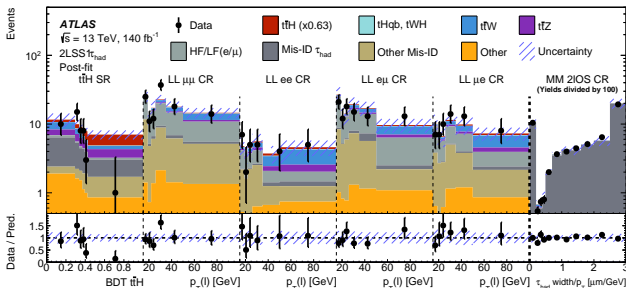 Events
ATLAS
√s = 13 TeV, 140 fb⁻¹
2LSS1τhad
Post-fit
Data
tt̄H (x0.63)
tHqb, tWH
tt̄W
tt̄Z
HF/LF(e/μ)
Mis-ID τhad
Other Mis-ID
Other
Uncertainty
tt̄H SR
LL μμ CR
LL ee CR
LL eμ CR
LL μe CR
MM 2lOS CR
(Yields divided by 100)
10²
10
1
Data / Pred.
1.5
1.0
0.5
0 0.2 0.4 0.6 0.8 20 40 60 80 20 40 60 80 20 40 60 80 20 40 60 80 0 1 2 3
BDT tt̄H
pT(l) [GeV]
pT(l) [GeV]
pT(l) [GeV]
pT(l) [GeV]
τhad width/pT [μm/GeV]